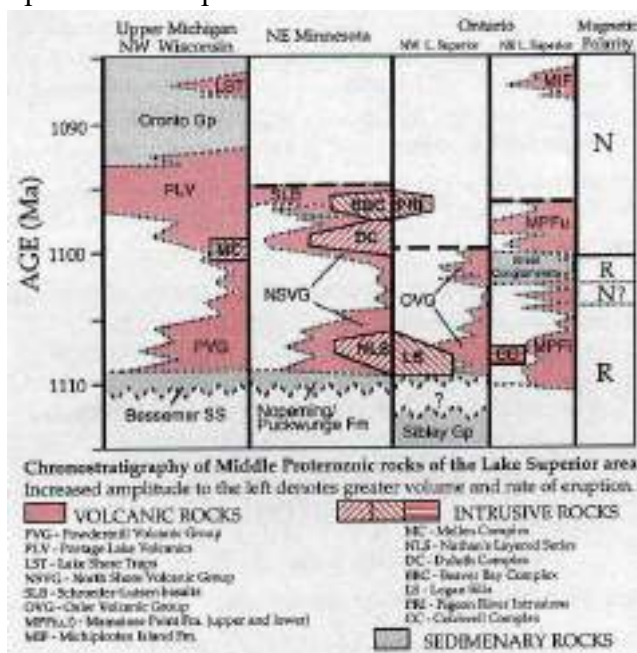 Upper Michigan
NW Wisconsin
NE Minnesota
Ontario
NW L. Superior
NE L. Superior
Magnetic
Polarity
AGE (Ma)
1090
1100
1110
LST
Oronto Gp
PLV
MC
PVG
Bessemer SS
SLB
BBC
DC
NSVG
NLS
Nopeming/
Puckwunge Fm
PRI
OVG
LS
?
Sibley Gp
MIF
MPFu
CC
MPFl
N
R
N?
R
Chronostratigraphy of Middle Proterozoic rocks of the Lake Superior area
Increased amplitude to the left denotes greater volume and rate of eruption.
VOLCANIC ROCKS
PVG - Powdermill Volcanic Group
PLV - Portage Lake Volcanics
LST - Lake Shore Traps
NSVG - North Shore Volcanic Group
SLB - Schroeder-Lutsen basalts
OVG - Osler Volcanic Group
MPF(u,l) - Mamainse Point Fm. (upper and lower)
MIF - Michipicoten Island Fm.
INTRUSIVE ROCKS
MC - Mellen Complex
NLS - Nathan's Layered Series
DC - Duluth Complex
BBC - Beaver Bay Complex
LS - Logan Sills
PRI - Pigeon River Intrusions
CC - Coldwell Complex
SEDIMENARY ROCKS